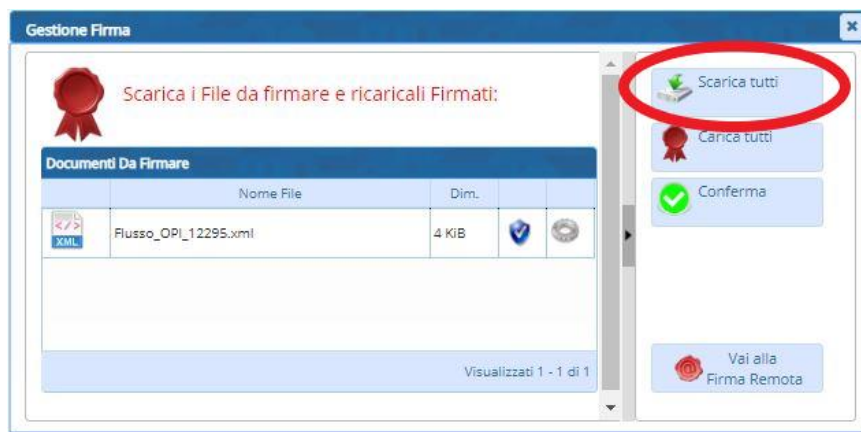 Gestione Firma
Scarica i File da firmare e ricaricali Firmati:
Documenti Da Firmare
Nome File
Dim.
XML
Flusso_OPI_12295.xml
4 KiB
Visualizzati 1 - 1 di 1
Scarica tutti
Carica tutti
Conferma
Vai alla
Firma Remota